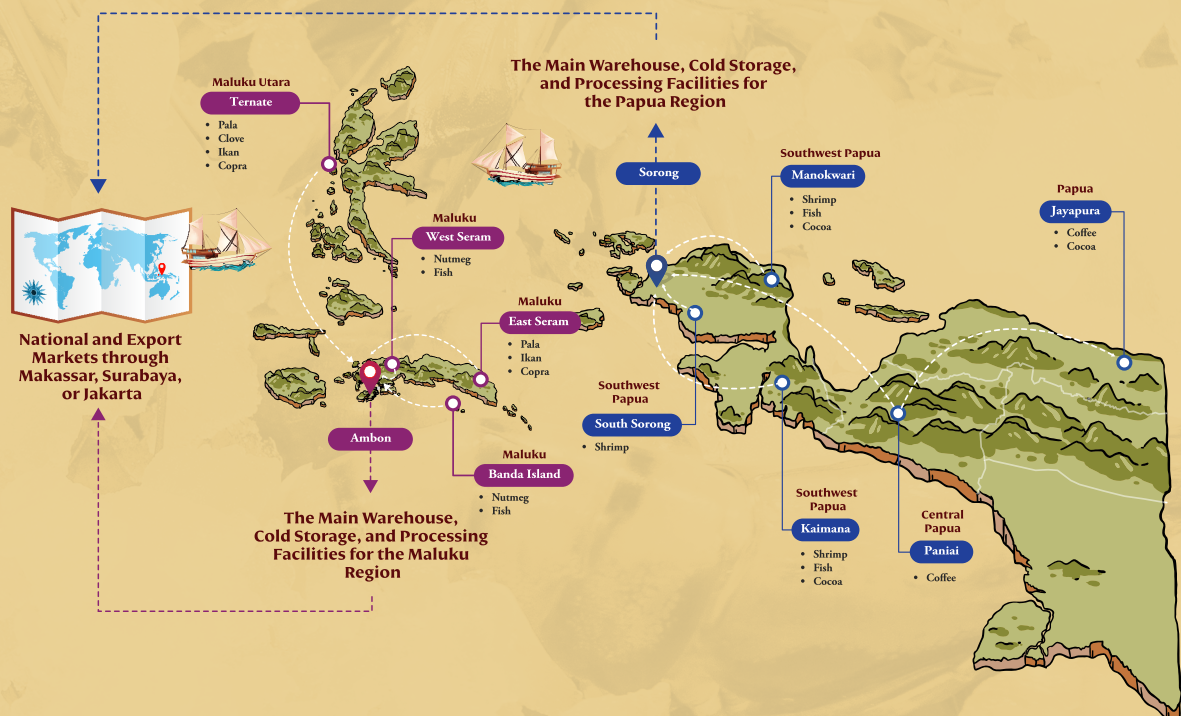 The Main Warehouse, Cold Storage,
and Processing Facilities for
the Papua Region
Maluku Utara
Ternate
• Pala
• Clove
• Ikan
• Copra
Sorong
Southwest Papua
Manokwari
• Shrimp
• Fish
• Cocoa
Papua
Jayapura
• Coffee
• Cocoa
Maluku
West Seram
• Nutmeg
• Fish
National and Export
Markets through
Makassar, Surabaya,
or Jakarta
Maluku
East Seram
• Pala
• Ikan
• Copra
Southwest
Papua
South Sorong
• Shrimp
Ambon
Maluku
Banda Island
• Nutmeg
• Fish
The Main Warehouse,
Cold Storage, and Processing
Facilities for the Maluku
Region
Southwest
Papua
Kaimana
• Shrimp
• Fish
• Cocoa
Central
Papua
Paniai
• Coffee